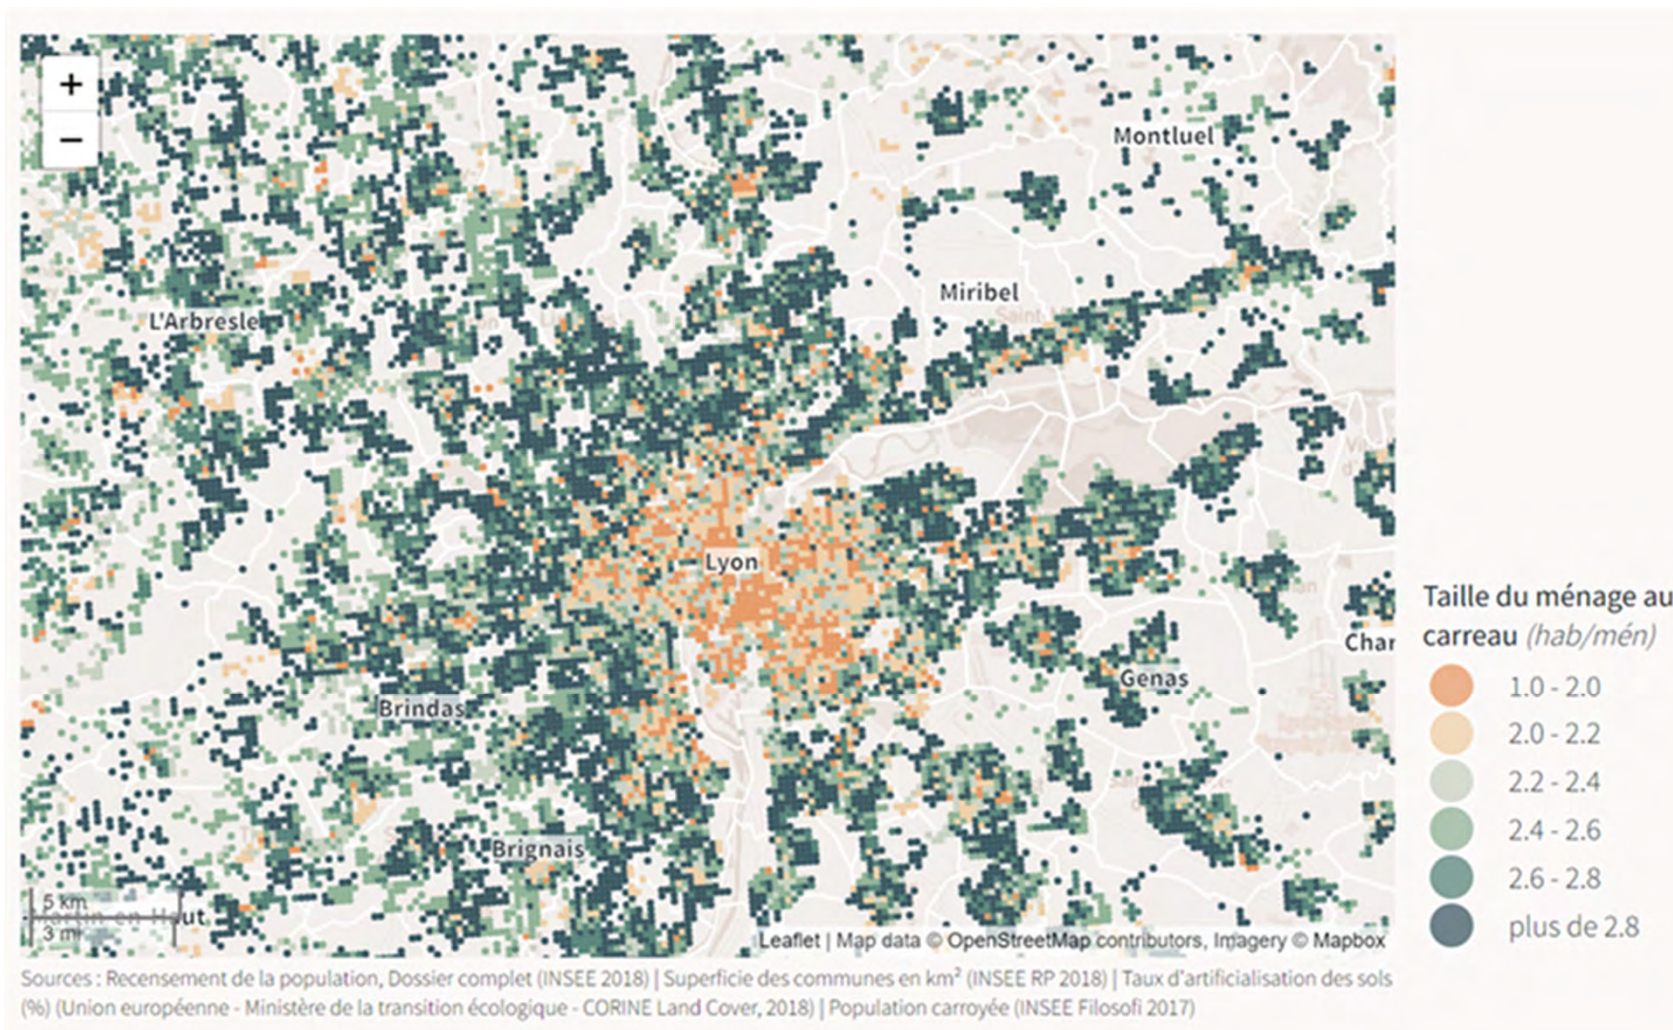 +
−
Montluel
Miribel
L'Arbresle
Lyon
Char
Genas
Brindas
Brignais
5 km
3 mi
Leaflet | Map data © OpenStreetMap contributors, Imagery © Mapbox
Taille du ménage au
carreau (hab/mén)
1.0 - 2.0
2.0 - 2.2
2.2 - 2.4
2.4 - 2.6
2.6 - 2.8
plus de 2.8
Sources : Recensement de la population, Dossier complet (INSEE 2018) | Superficie des communes en km² (INSEE RP 2018) | Taux d'artificialisation des sols
(%) (Union européenne - Ministère de la transition écologique - CORINE Land Cover, 2018) | Population carroyée (INSEE Filosofi 2017)